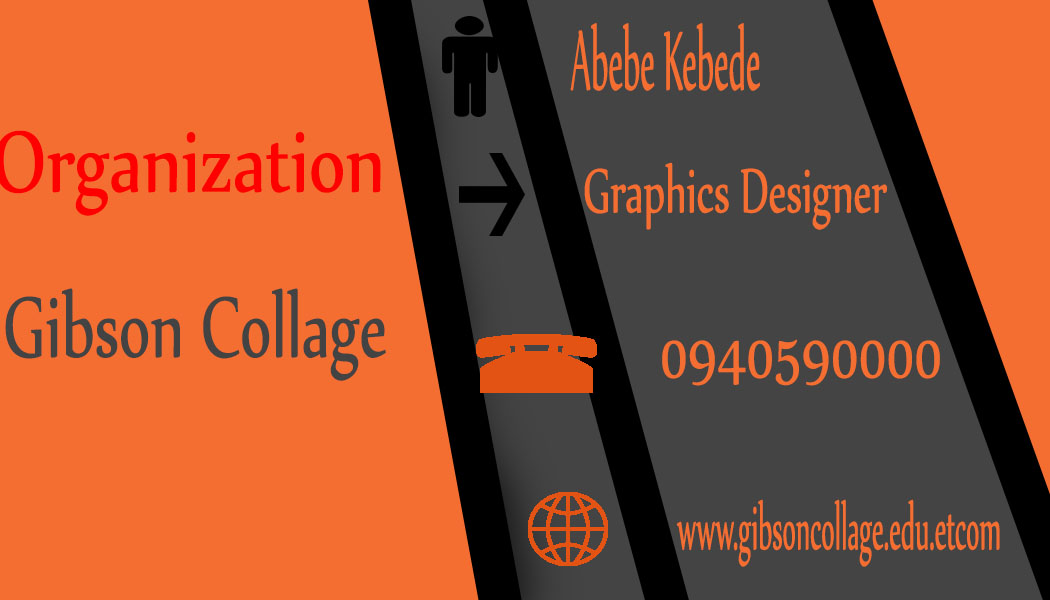 Organization
Gibson Collage
Abebe Kebede
Graphics Designer
0940590000
www.gibsoncollage.edu.etcom